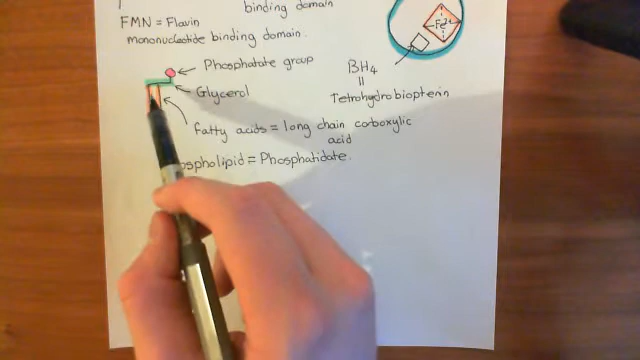 binding domain
FMN = Flavin
mononucleotide binding domain.
Fe
Phosphatate group
BH4
=
Glycerol
Tetrahydrobiopterin
Fatty acids = long chain carboxylic
acid
ospholipid = Phosphatidate.